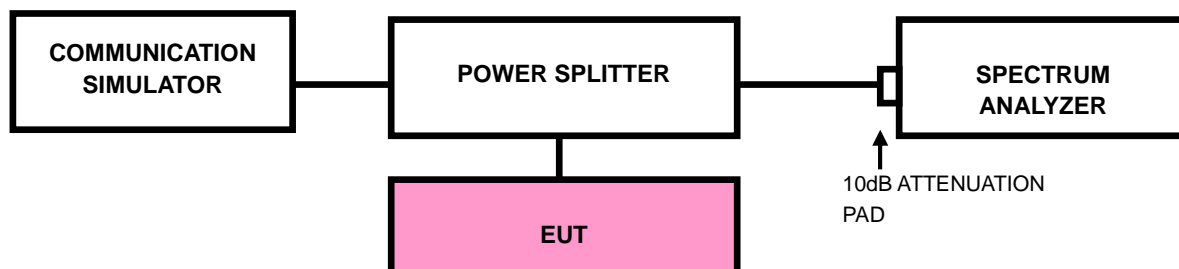 COMMUNICATION
SIMULATOR
POWER SPLITTER
SPECTRUM
ANALYZER
10dB ATTENUATION
PAD
EUT